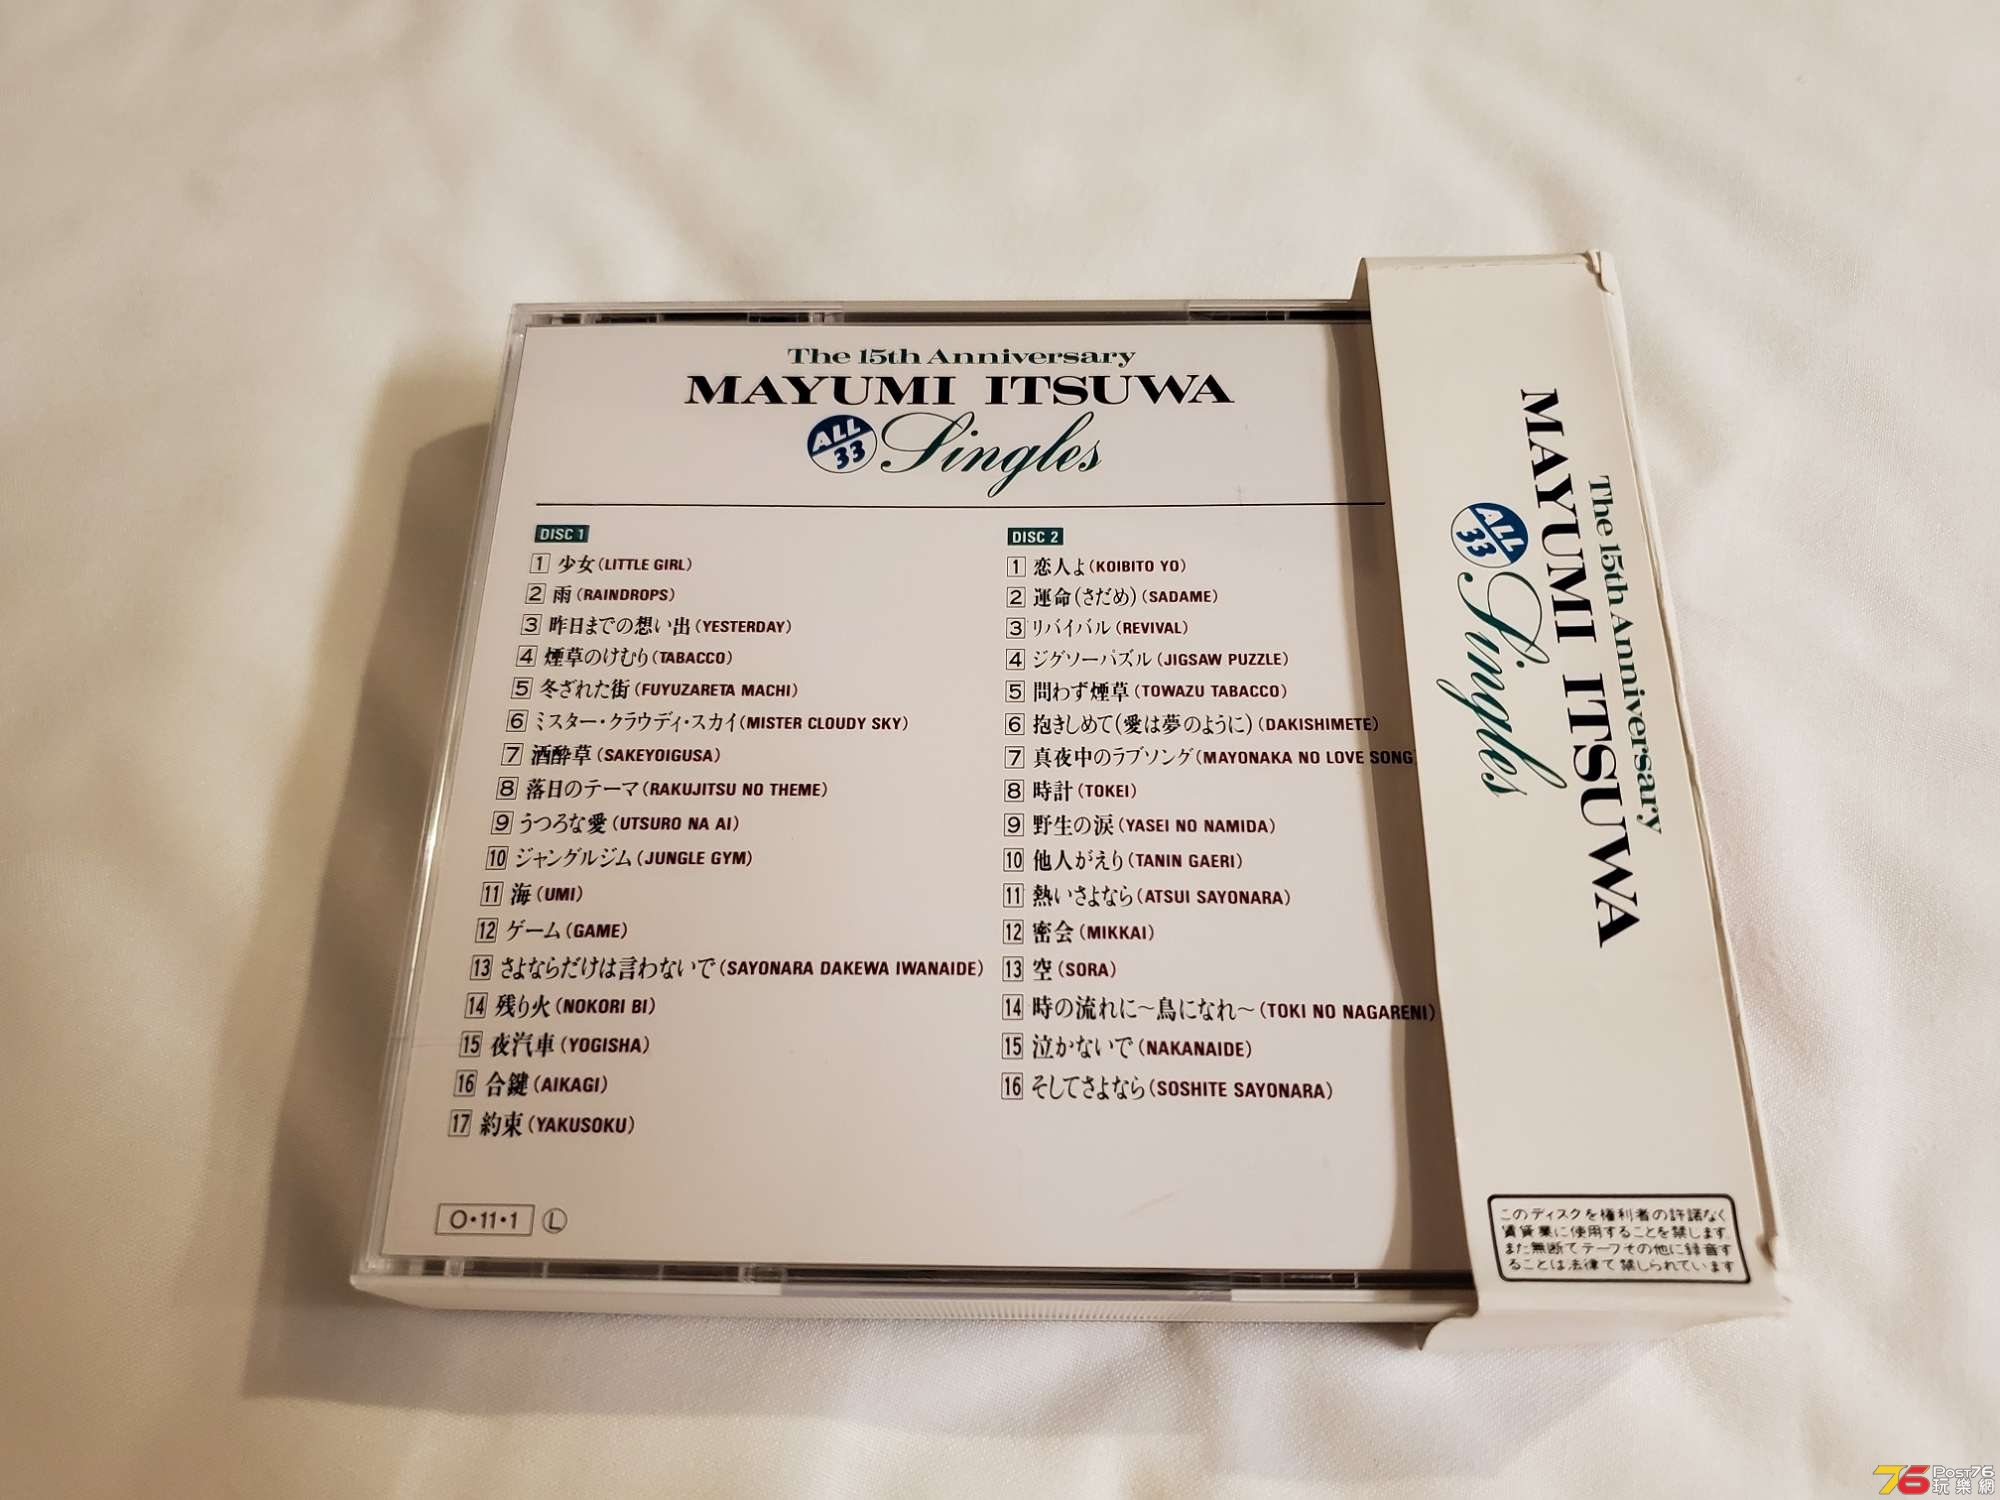 The 15th Anniversary
MAYUMI ITSUWA
ALL 33 Singles
DISC 1
1 少女(LITTLE GIRL)
2 雨(RAINDROPS)
3 昨日までの想い出(YESTERDAY)
4 煙草のけむり(TABACCO)
5 冬ざれた街(FUYUZARETA MACHI)
6 ミスター・クラウディ・スカイ(MISTER CLOUDY SKY)
7 酒酔草(SAKEYOIGUSA)
8 落日のテーマ(RAKUJITSU NO THEME)
9 うつろな愛(UTSURO NA AI)
10 ジャングルジム(JUNGLE GYM)
11 海(UMI)
12 ゲーム(GAME)
13 さよならだけは言わないで(SAYONARA DAKEWA IWANAIDE)
14 残り火(NOKORI BI)
15 夜汽車(YOGISHA)
16 合鍵(AIKAGI)
17 約束(YAKUSOKU)
DISC 2
1 恋人よ(KOIBITO YO)
2 運命(さだめ)(SADAME)
3 リバイバル(REVIVAL)
4 ジグソーパズル(JIGSAW PUZZLE)
5 問わず煙草(TOWAZU TABACCO)
6 抱きしめて(愛は夢のように)(DAKISHIMETE)
7 真夜中のラブソング(MAYONAKA NO LOVE SONG
8 時計(TOKEI)
9 野生の涙(YASEI NO NAMIDA)
10 他人がえり(TANIN GAERI)
11 熱いさよなら(ATSUI SAYONARA)
12 密会(MIKKAI)
13 空(SORA)
14 時の流れに〜鳥になれ〜(TOKI NO NAGARENI)
15 泣かないで(NAKANAIDE)
16 そしてさよなら(SOSHITE SAYONARA)
O・11・1 L
The 15th Anniversary
MAYUMI ITSUWA
ALL 33 Singles
このディスクを権利者の許諾なく
賃貸業に使用することを禁じます。
また無断でテープその他に録音す
ることは法律で禁じられています
76 Post76
玩樂網